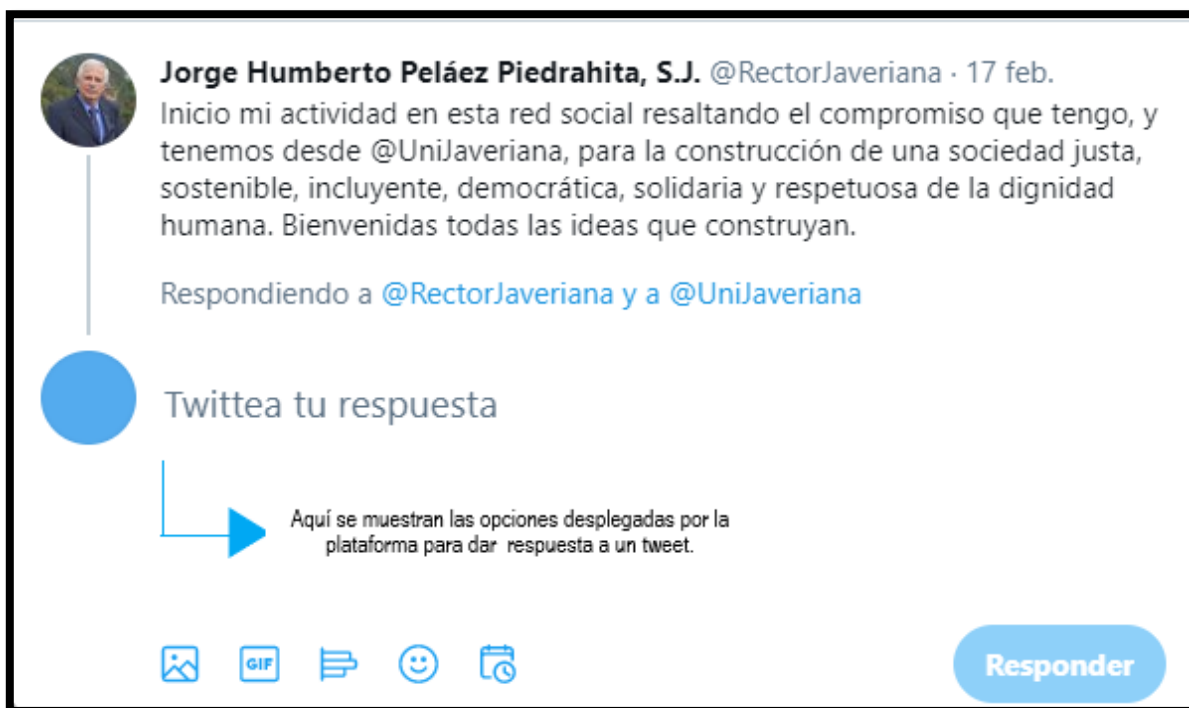 Jorge Humberto Peláez Piedrahita, S.J. @RectorJaveriana · 17 feb.
Inicio mi actividad en esta red social resaltando el compromiso que tengo, y
tenemos desde @UniJaveriana, para la construcción de una sociedad justa,
sostenible, incluyente, democrática, solidaria y respetuosa de la dignidad
humana. Bienvenidas todas las ideas que construyan.
Respondiendo a @RectorJaveriana y a @UniJaveriana
Twittea tu respuesta
Aquí se muestran las opciones desplegadas por la
plataforma para dar respuesta a un tweet.
GIF
Responder